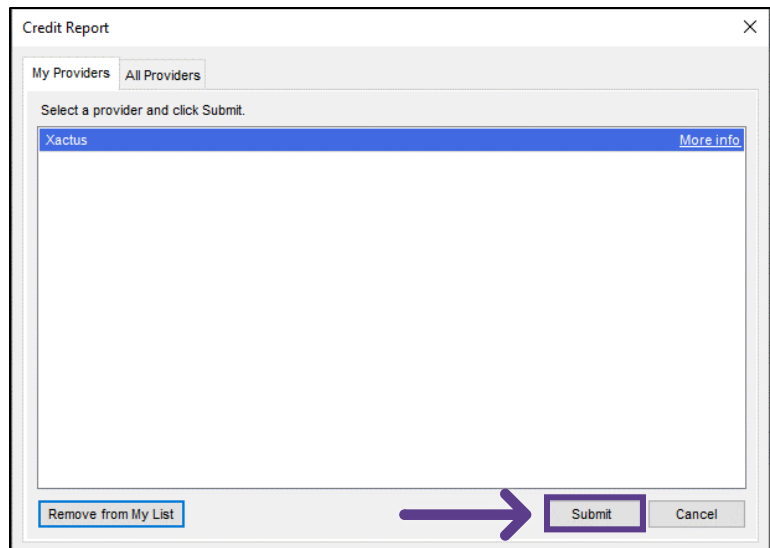 Credit Report
My Providers All Providers
Select a provider and click Submit.
Xactus More info
Remove from My List Submit Cancel